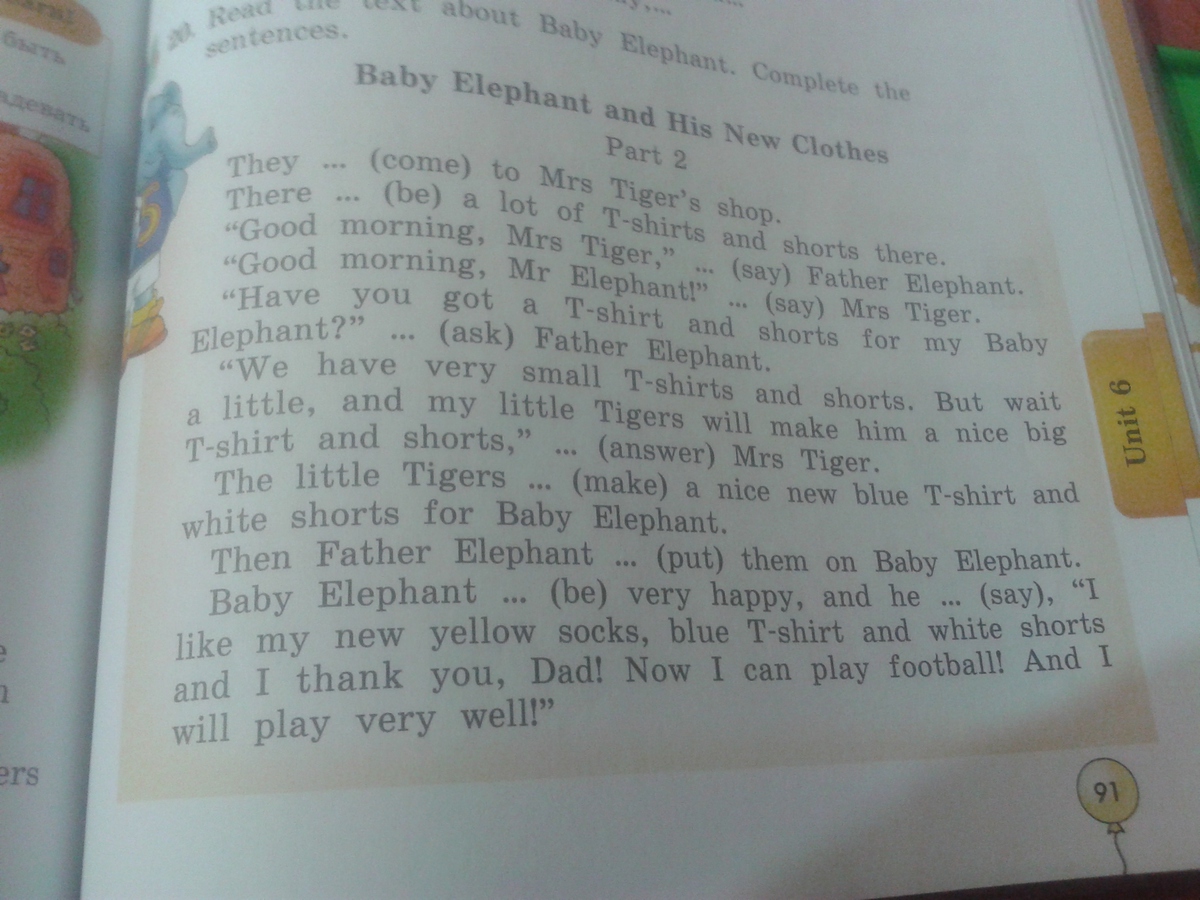 20. Read the text about Baby Elephant. Complete the
sentences.
Baby Elephant and His New Clothes
Part 2
They ... (come) to Mrs Tiger's shop.
There ... (be) a lot of T-shirts and shorts there.
“Good morning, Mrs Tiger,” ... (say) Father Elephant.
“Good morning, Mr Elephant!” ... (say) Mrs Tiger.
“Have you got a T-shirt and shorts for my Baby
Elephant?” ... (ask) Father Elephant.
“We have very small T-shirts and shorts. But wait
a little, and my little Tigers will make him a nice big
T-shirt and shorts,” ... (answer) Mrs Tiger.
The little Tigers ... (make) a nice new blue T-shirt and
white shorts for Baby Elephant.
Then Father Elephant ... (put) them on Baby Elephant.
Baby Elephant ... (be) very happy, and he ... (say), “I
like my new yellow socks, blue T-shirt and white shorts
and I thank you, Dad! Now I can play football! And I
will play very well!”
Unit 6
91
быть